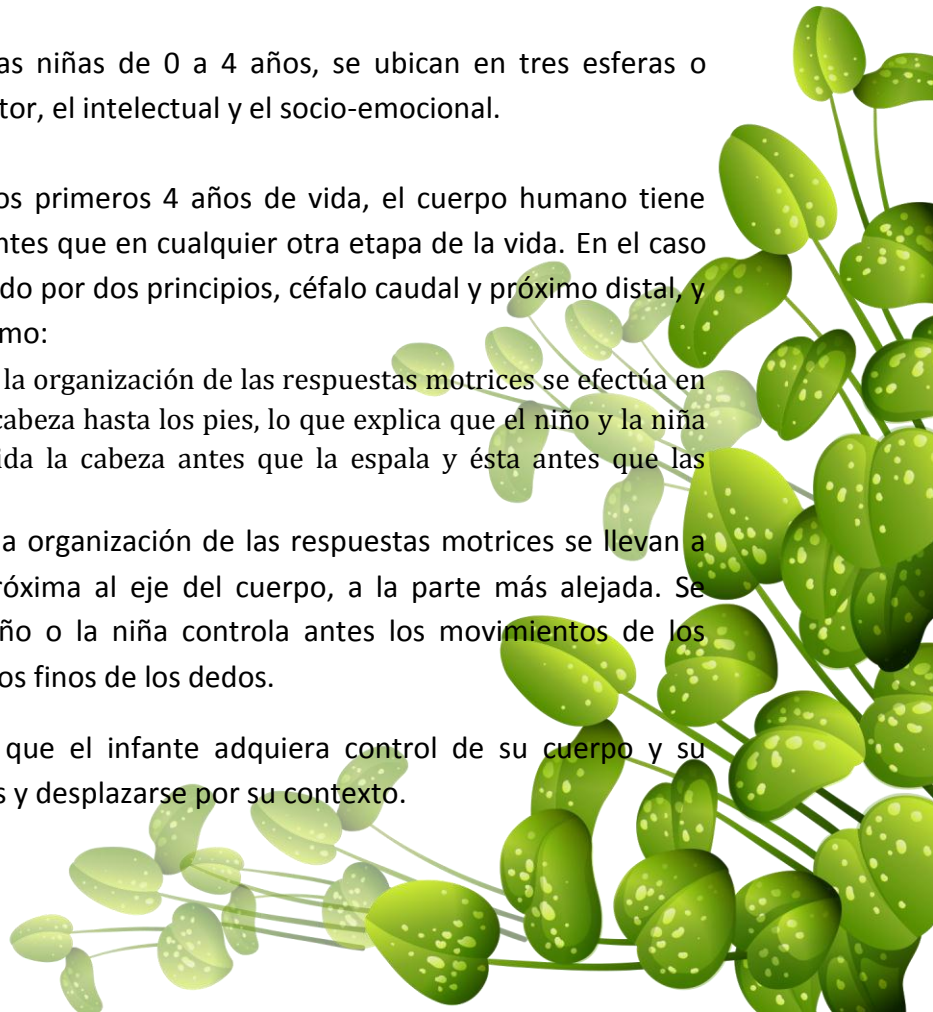 as niñas de 0 a 4 años, se ubican en tres esferas o
tor, el intelectual y el socio-emocional.
os primeros 4 años de vida, el cuerpo humano tiene
ntes que en cualquier otra etapa de la vida. En el caso
do por dos principios, céfalo caudal y próximo distal, y
mo:
la organización de las respuestas motrices se efectúa en
cabeza hasta los pies, lo que explica que el niño y la niña
ida la cabeza antes que la espala y ésta antes que las
a organización de las respuestas motrices se llevan a
róxima al eje del cuerpo, a la parte más alejada. Se
ño o la niña controla antes los movimientos de los
os finos de los dedos.
que el infante adquiera control de su cuerpo y su
s y desplazarse por su contexto.